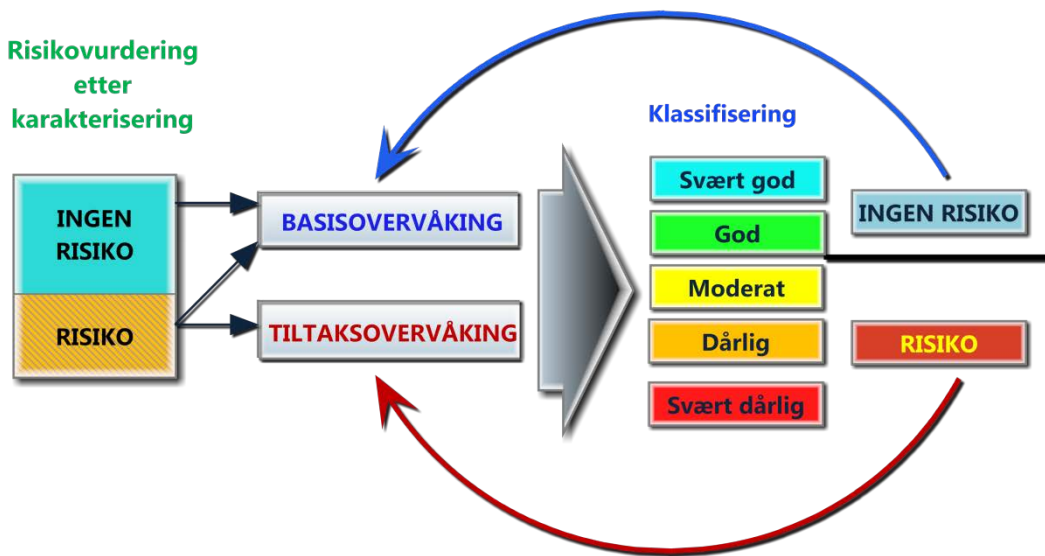 Risikovurdering
etter
karakterisering
INGEN
RISIKO
RISIKO
BASISOVERVÅKING
TILTAKSOVERVÅKING
Klassifisering
Svært god
God
Moderat
Dårlig
Svært dårlig
INGEN RISIKO
RISIKO